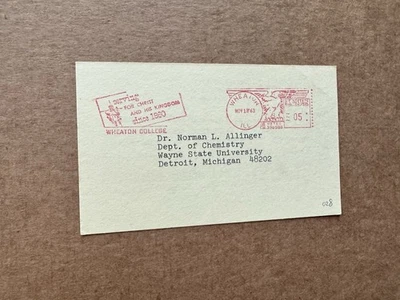 FOR CHRIST
AND HIS KINGDOM
since 1860
WHEATON COLLEGE
WHEATON
ILL.
05
Dr. Norman L. Allinger
Dept. of Chemistry
Wayne State University
Detroit, Michigan 48202